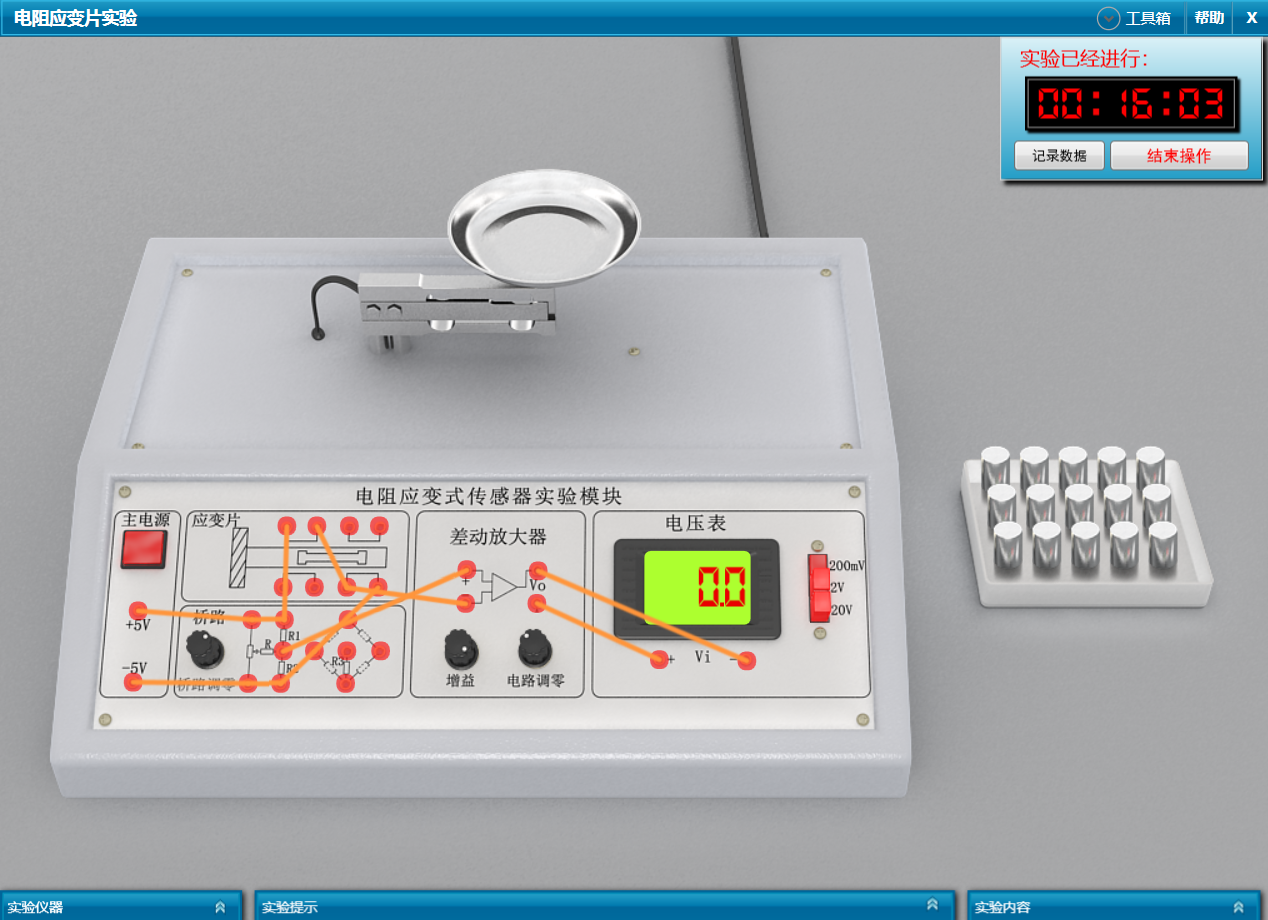 电阻应变片实验
工具箱 帮助 X
实验已经进行:
00:16:03
记录数据 结束操作
电阻应变式传感器实验模块
主电源 应变片 差动放大器 电压表
+ Vo
0.0
200mV
2V
20V
+5V 桥路
R R1
-5V R2 R3
桥路调零
增益 电路调零
+ Vi -
实验仪器 实验提示 实验内容